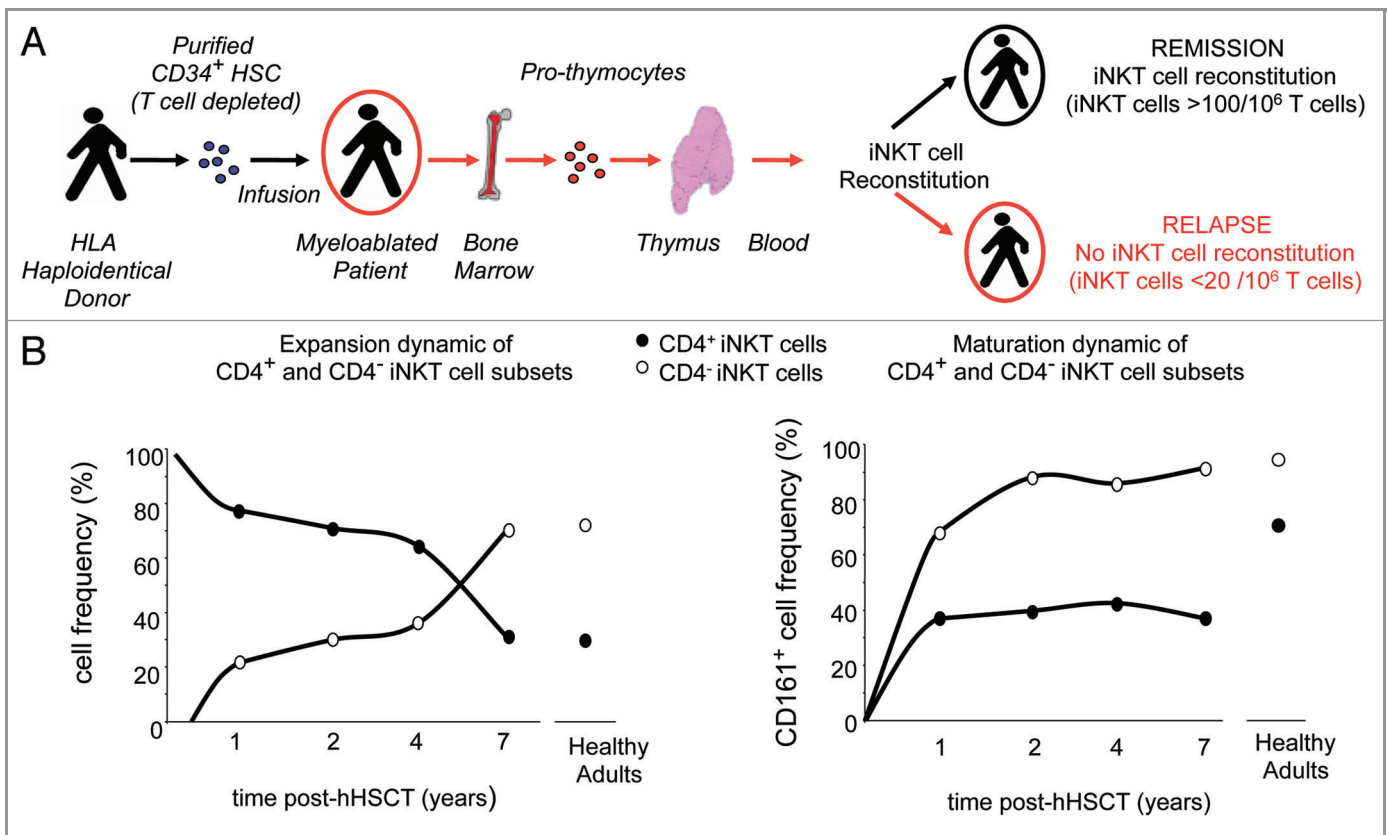 A
Purified
CD34+ HSC
(T cell depleted)
Infusion
HLA
Haploidentical
Donor
Myeloablated
Patient
Bone
Marrow
Pro-thymocytes
Thymus
Blood
iNKT cell
Reconstitution
REMISSION
iNKT cell reconstitution
(iNKT cells >100/10⁶ T cells)
RELAPSE
No iNKT cell reconstitution
(iNKT cells <20 /10⁶ T cells)
B
Expansion dynamic of
CD4⁺ and CD4⁻ iNKT cell subsets
CD4⁺ iNKT cells
CD4⁻ iNKT cells
Maturation dynamic of
CD4⁺ and CD4⁻ iNKT cell subsets
cell frequency (%)
100
80
60
40
20
0
1 2 4 7
Healthy
Adults
time post-hHSCT (years)
CD161⁺ cell frequency (%)
100
80
60
40
20
0
1 2 4 7
Healthy
Adults
time post-hHSCT (years)